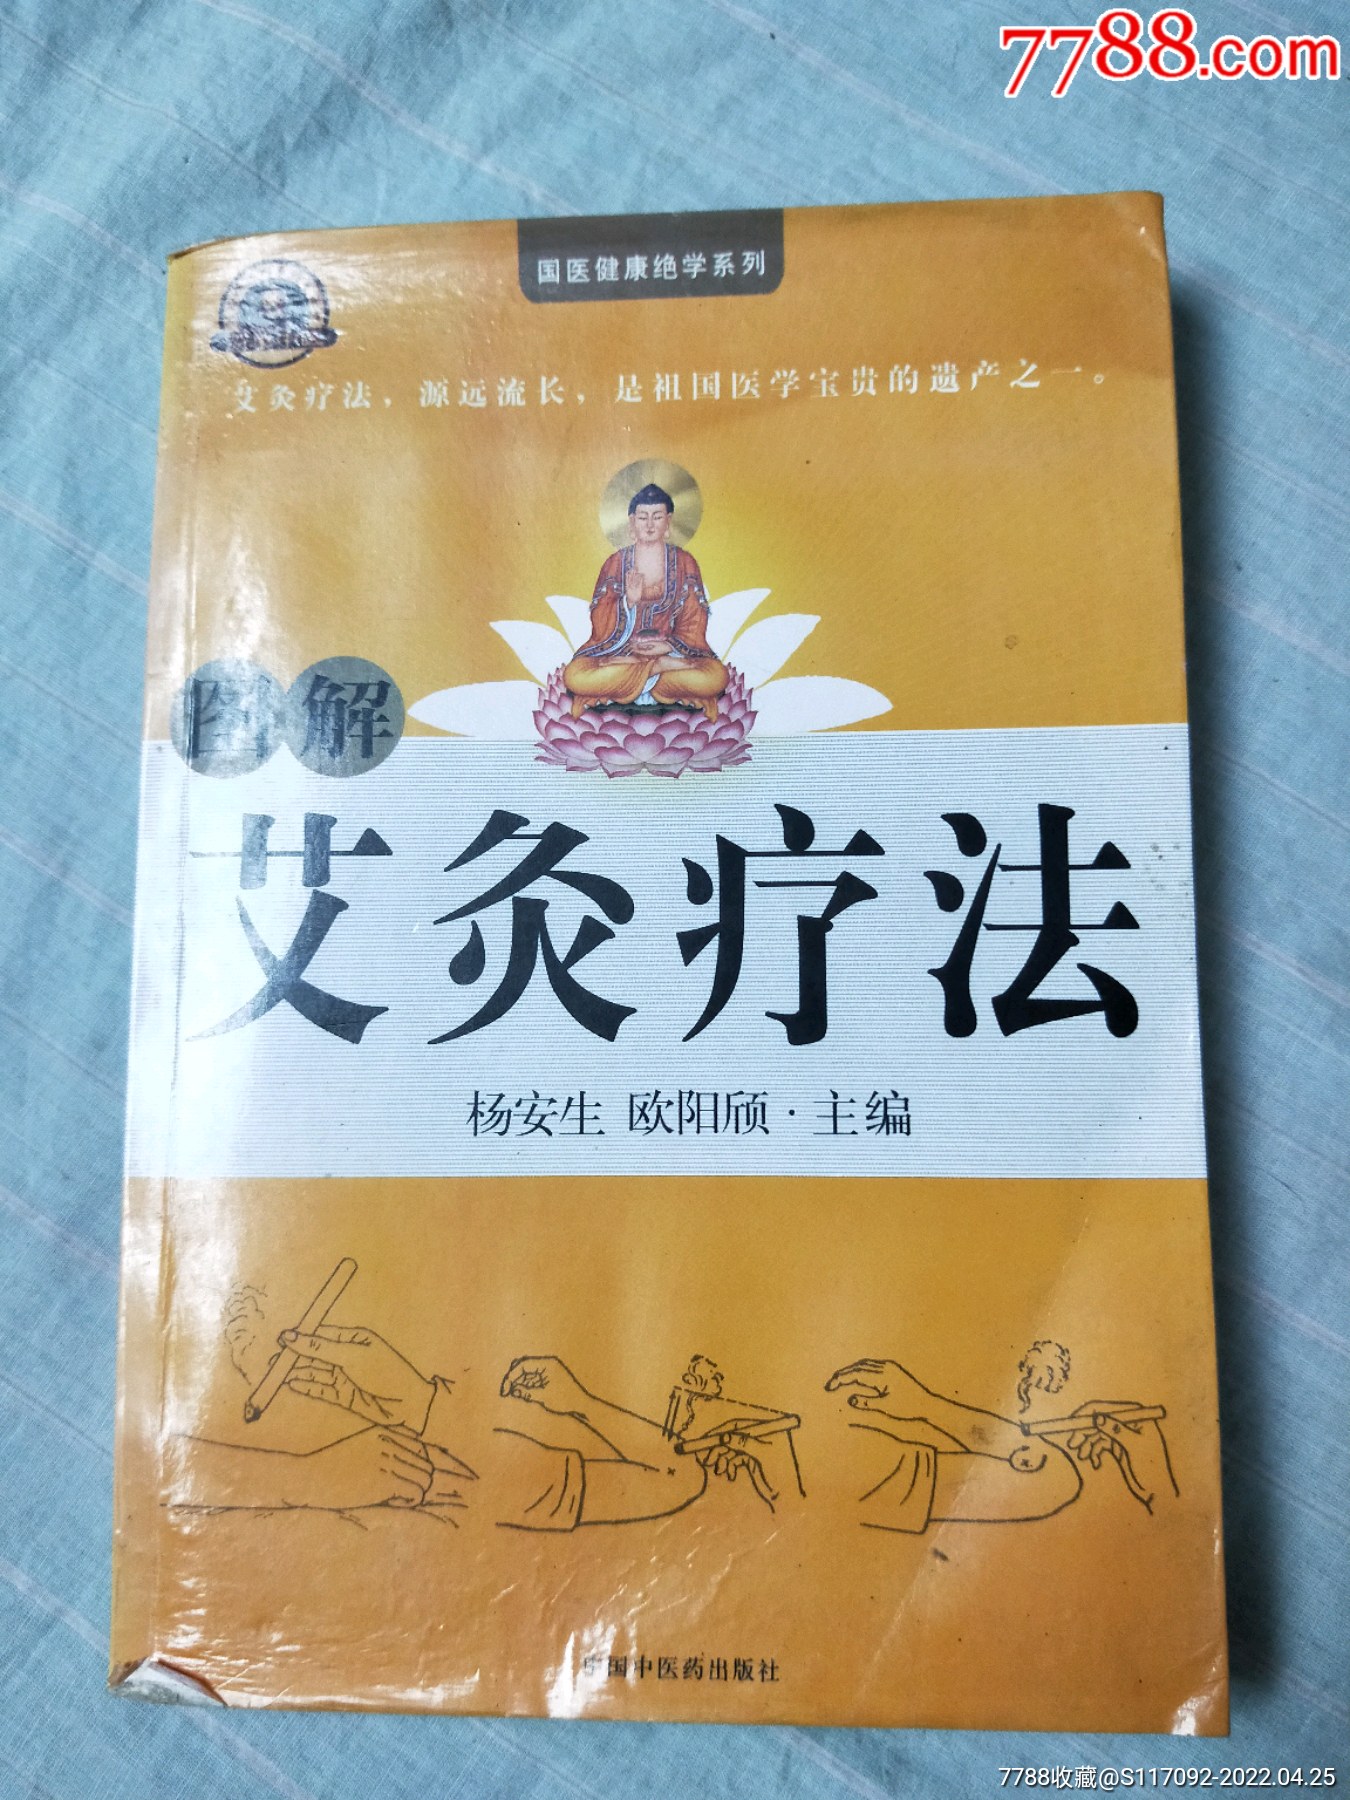 7788.com
国医健康绝学系列
艾灸疗法，源远流长，是祖国医学宝贵的遗产之一。
图解
艾灸疗法
杨安生 欧阳颀·主编
中国中医药出版社
7788收藏@S117092-2022.04.25